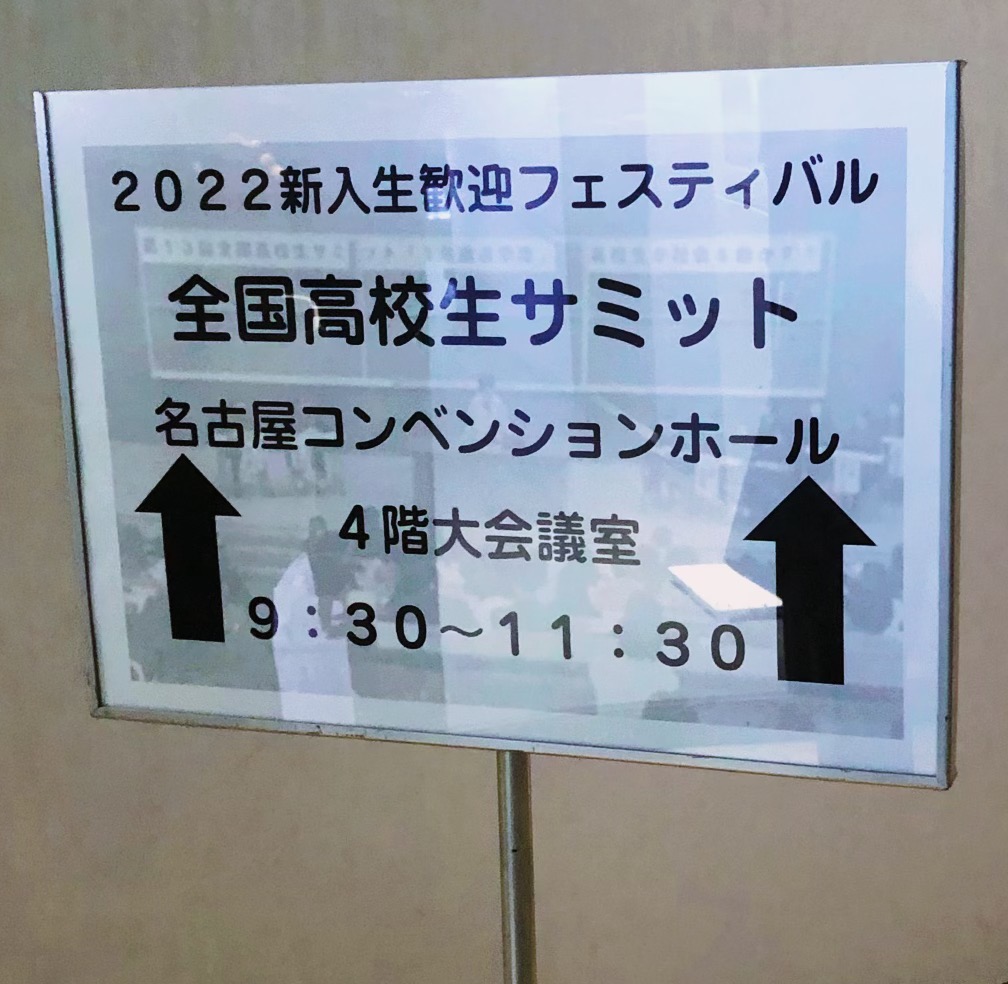 ２０２２新入生歓迎フェスティバル
全国高校生サミット
名古屋コンベンションホール
４階大会議室
９：３０～１１：３０